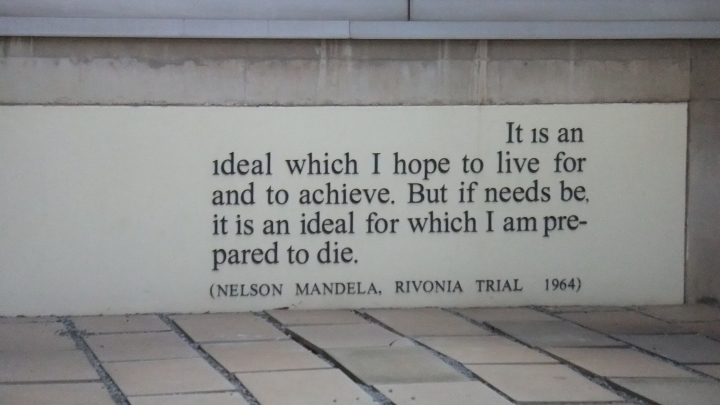 It is an
ideal which I hope to live for
and to achieve. But if needs be,
it is an ideal for which I am pre-
pared to die.
(NELSON MANDELA, RIVONIA TRIAL 1964)